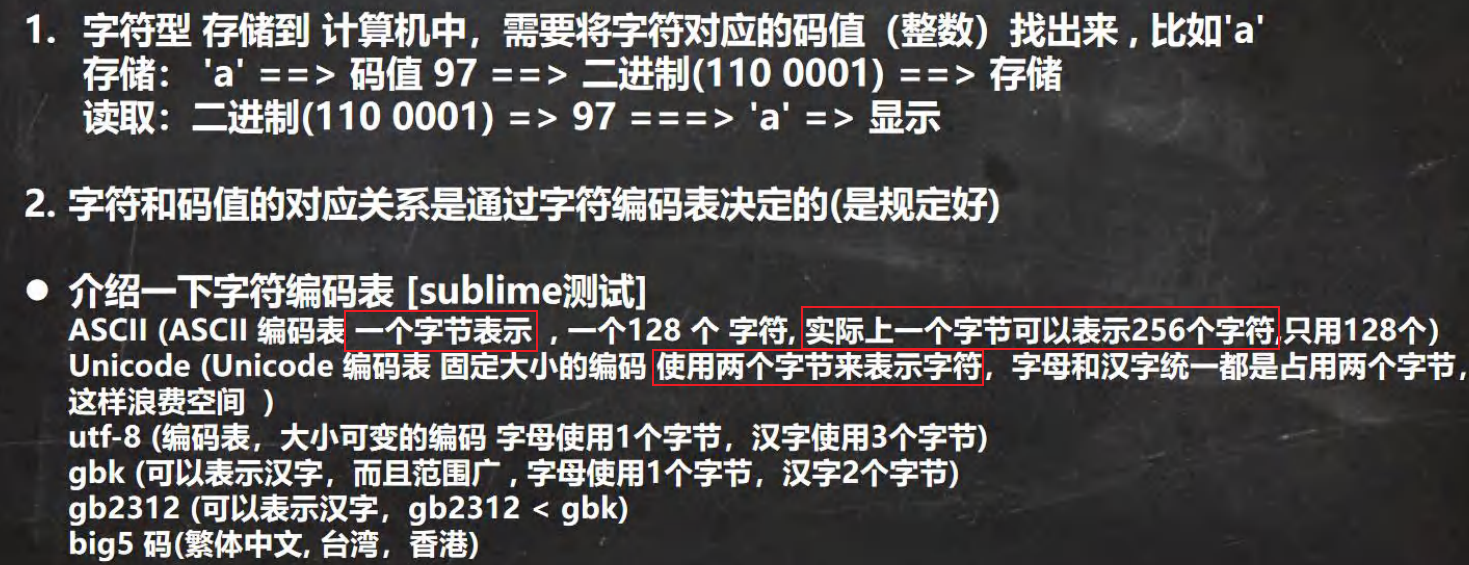 1. 字符型 存储到 计算机中，需要将字符对应的码值（整数）找出来 , 比如'a'
存储： 'a' ==> 码值 97 ==> 二进制(110 0001) ==> 存储
读取：二进制(110 0001) => 97 ===> 'a' => 显示
2. 字符和码值的对应关系是通过字符编码表决定的(是规定好)
● 介绍一下字符编码表 [sublime测试]
ASCII (ASCII 编码表 一个字节表示 ，一个128 个 字符, 实际上一个字节可以表示256个字符,只用128个)
Unicode (Unicode 编码表 固定大小的编码 使用两个字节来表示字符，字母和汉字统一都是占用两个字节，
这样浪费空间 )
utf-8 (编码表，大小可变的编码 字母使用1个字节，汉字使用3个字节)
gbk (可以表示汉字，而且范围广 , 字母使用1个字节，汉字2个字节)
gb2312 (可以表示汉字，gb2312 < gbk)
big5 码(繁体中文, 台湾，香港)